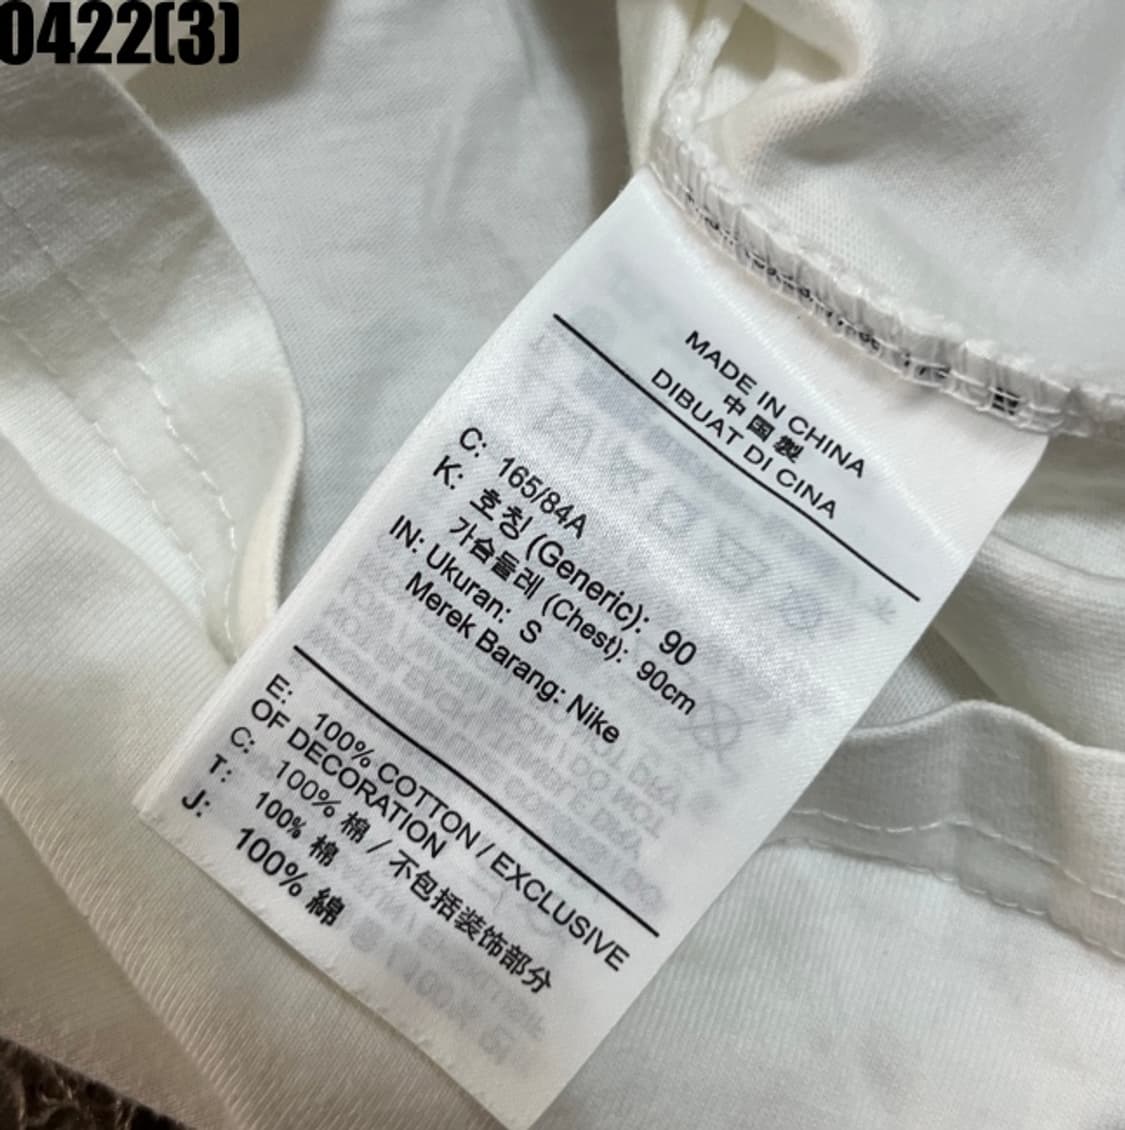 0422(3)
MADE IN CHINA
中国製
DIBUAT DI CINA
C: 165/84A
K: 호칭 (Generic): 90
가슴둘레 (Chest): 90cm
IN: Ukuran: S
Merek Barang: Nike
E: 100% COTTON / EXCLUSIVE
OF DECORATION
C: 100% 棉 / 不包括装饰部分
T: 100% 棉
J: 100% 綿